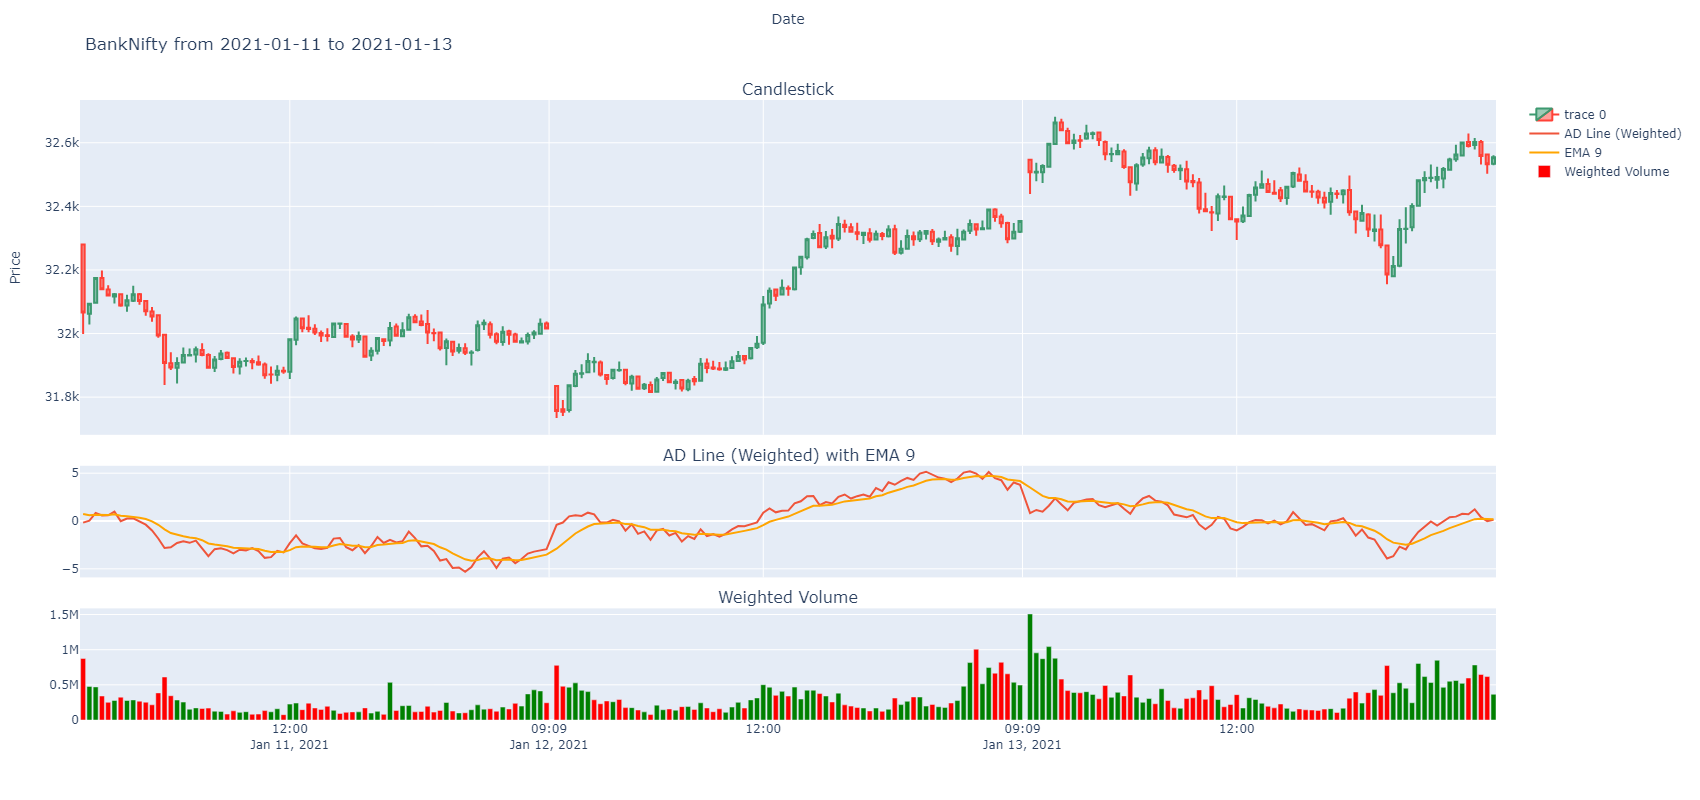 Date
BankNifty from 2021-01-11 to 2021-01-13
Candlestick
Price
32.6k
32.4k
32.2k
32k
31.8k
trace 0
AD Line (Weighted)
EMA 9
Weighted Volume
AD Line (Weighted) with EMA 9
5
0
−5
Weighted Volume
1.5M
1M
0.5M
0
12:00
Jan 11, 2021
09:09
Jan 12, 2021
12:00
09:09
Jan 13, 2021
12:00